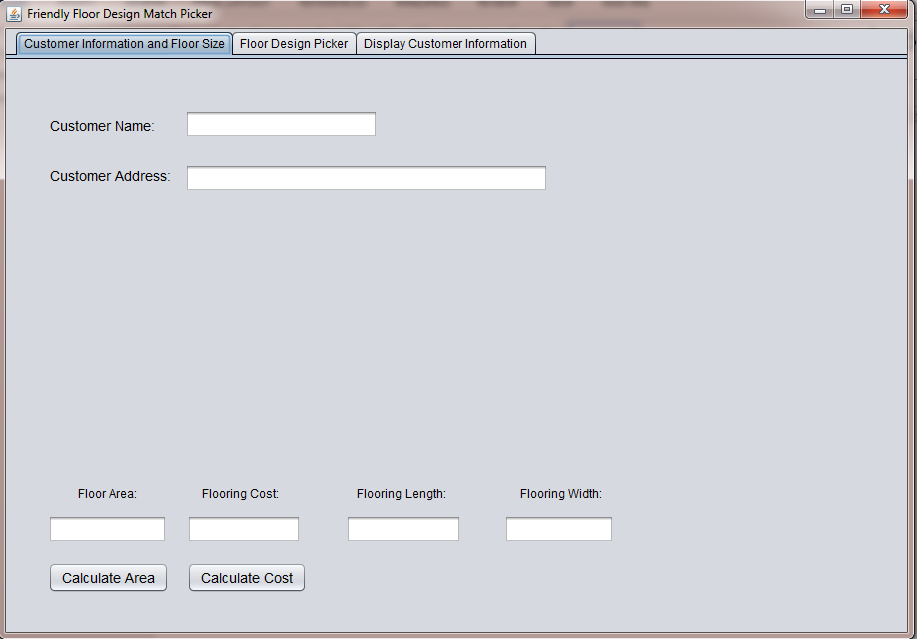 Friendly Floor Design Match Picker
Customer Information and Floor Size Floor Design Picker Display Customer Information
Customer Name:
Customer Address:
Floor Area: Flooring Cost: Flooring Length: Flooring Width:
Calculate Area Calculate Cost